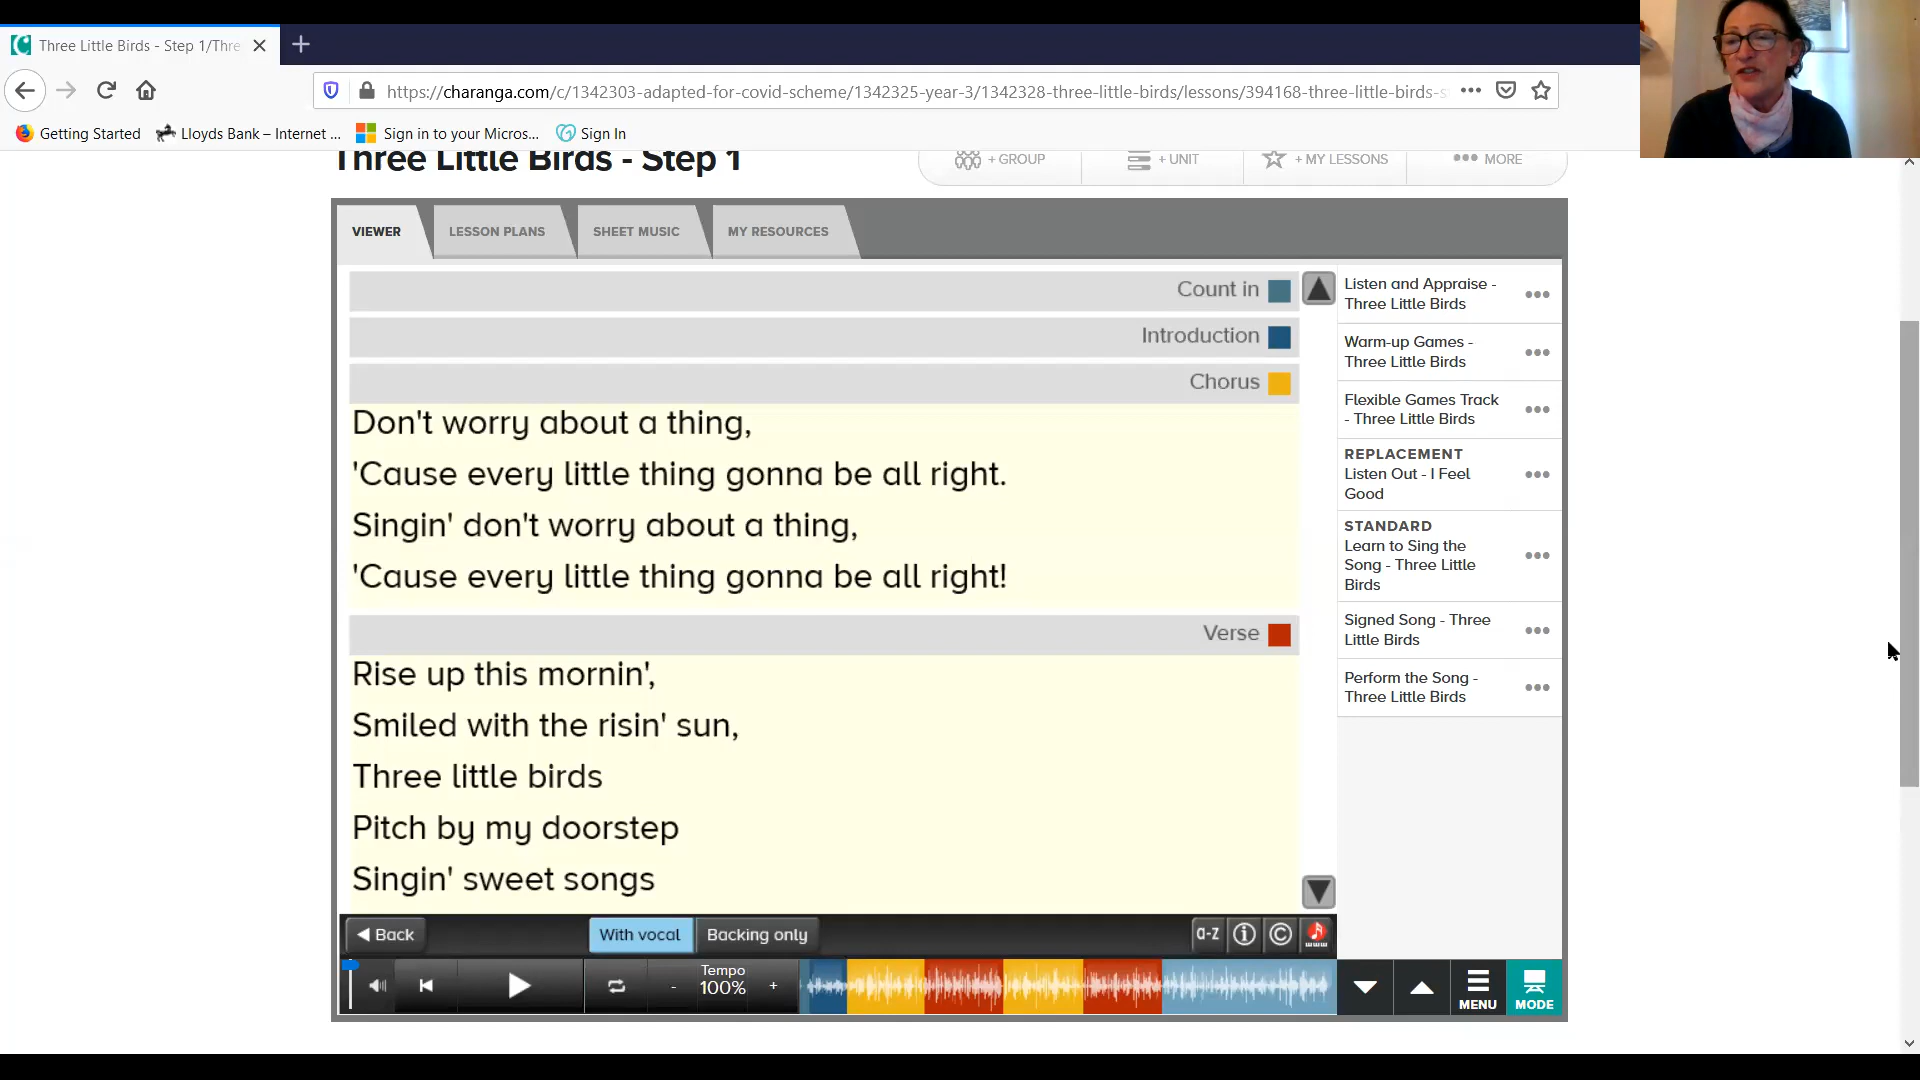 Three Little Birds - Step 1/Thre
https://charanga.com/c/1342303-adapted-for-covid-scheme/1342325-year-3/1342328-three-little-birds/lessons/394168-three-little-birds-s
Getting Started
Lloyds Bank – Internet ...
Sign in to your Micros...
Sign In
Three Little Birds - Step 1
+ GROUP
+ UNIT
+ MY LESSONS
MORE
VIEWER
LESSON PLANS
SHEET MUSIC
MY RESOURCES
Count in
Introduction
Chorus
Don't worry about a thing,
'Cause every little thing gonna be all right.
Singin' don't worry about a thing,
'Cause every little thing gonna be all right!
Verse
Rise up this mornin',
Smiled with the risin' sun,
Three little birds
Pitch by my doorstep
Singin' sweet songs
Listen and Appraise -
Three Little Birds
Warm-up Games -
Three Little Birds
Flexible Games Track
- Three Little Birds
REPLACEMENT
Listen Out - I Feel
Good
STANDARD
Learn to Sing the
Song - Three Little
Birds
Signed Song - Three
Little Birds
Perform the Song -
Three Little Birds
Back
With vocal
Backing only
a-z
Tempo
- 100% +
MENU
MODE